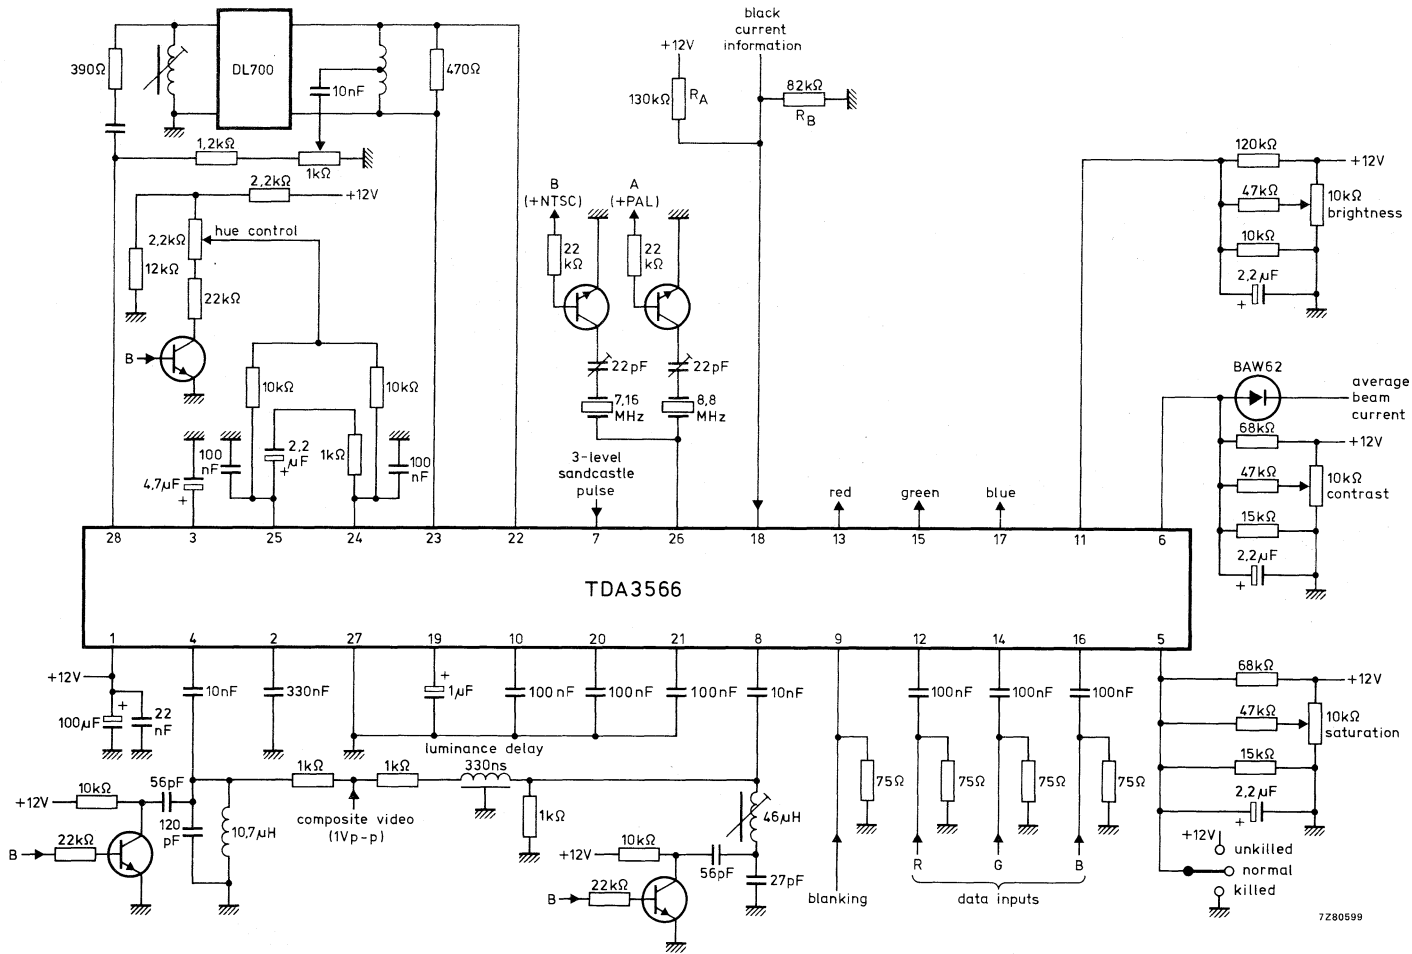 black
current
information
+12V
390Ω
DL700
10nF
470Ω
130kΩ
RA
82kΩ
RB
1,2kΩ
1kΩ
2,2kΩ
+12V
2,2kΩ
hue control
12kΩ
22kΩ
B
10kΩ
10kΩ
100
nF
2,2
µF
1kΩ
100
nF
4,7µF
+
+
B
(+NTSC)
A
(+PAL)
22
kΩ
22
kΩ
22pF
22pF
7,16
MHz
8,8
MHz
3-level
sandcastle
pulse
red
green
blue
120kΩ
+12V
47kΩ
10kΩ
brightness
10kΩ
2,2µF
+
BAW62
average
beam
current
68kΩ
+12V
47kΩ
10kΩ
contrast
15kΩ
2,2µF
+
28 3 25 24 23 22 7 26 18 13 15 17 11 6
TDA3566
1 4 2 27 19 10 20 21 8 9 12 14 16 5
+12V
100µF
+
22
nF
10nF
330nF
+
1µF
100nF
100nF
100nF
10nF
100nF
100nF
100nF
luminance delay
330ns
1kΩ
1kΩ
composite video
(1Vp-p)
1kΩ
+12V
10kΩ
56pF
120
pF
10,7µH
B
22kΩ
46µH
+12V
10kΩ
56pF
27pF
B
22kΩ
75Ω
75Ω
75Ω
75Ω
blanking
R
G
B
data inputs
68kΩ
+12V
47kΩ
10kΩ
saturation
15kΩ
2,2µF
+
+12V
unkilled
normal
killed
7Z80599